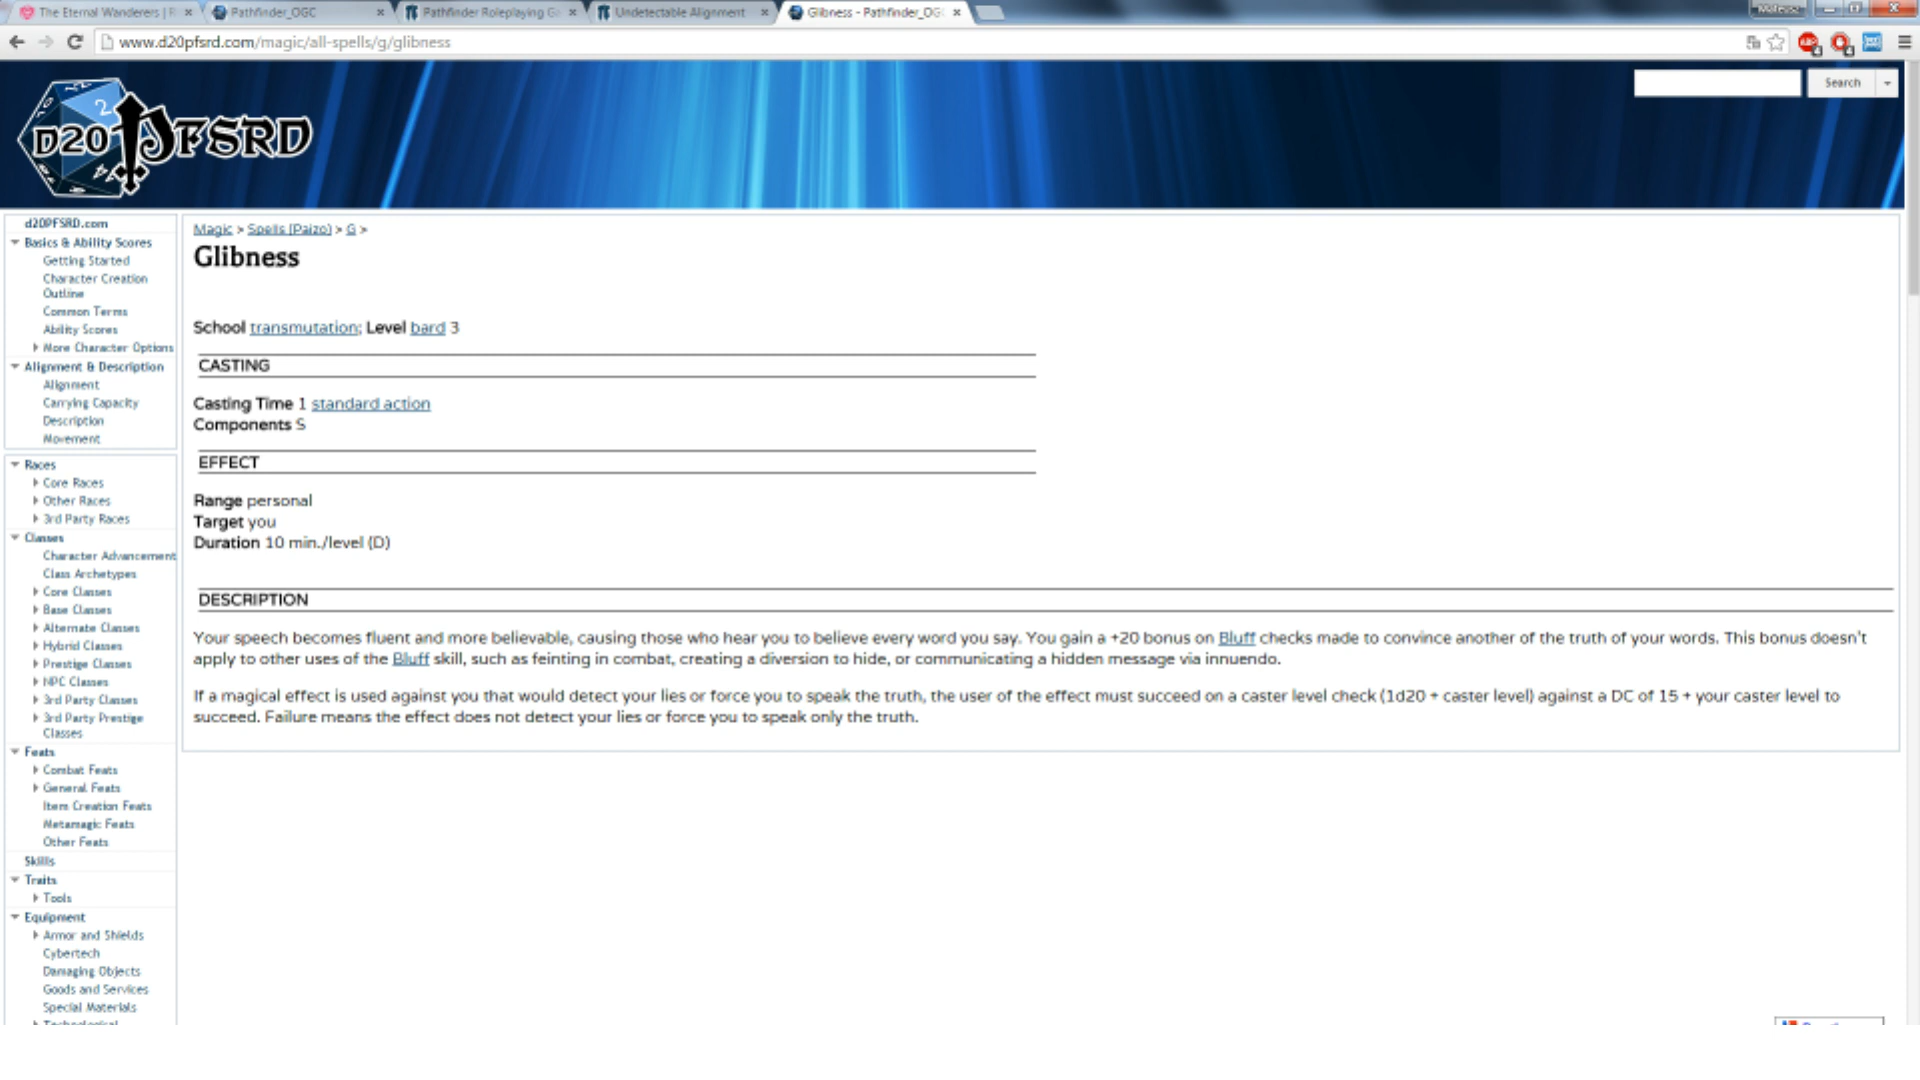 The Eternal Wanderers | R
Pathfinder_OGC
Pathfinder Roleplaying G
Undetectable Alignment
Glibness - Pathfinder_OG
www.d20pfsrd.com/magic/all-spells/g/glibness
D20 PFSRD
Search
d20PFSRD.com
Basics & Ability Scores
Getting Started
Character Creation
Outline
Common Terms
Ability Scores
More Character Options
Alignment & Description
Alignment
Carrying Capacity
Description
Movement
Races
Core Races
Other Races
3rd Party Races
Classes
Character Advancement
Class Archetypes
Core Classes
Base Classes
Alternate Classes
Hybrid Classes
Prestige Classes
NPC Classes
3rd Party Classes
3rd Party Prestige
Classes
Feats
Combat Feats
General Feats
Item Creation Feats
Metamagic Feats
Other Feats
Skills
Traits
Tools
Equipment
Armor and Shields
Cybertech
Damaging Objects
Goods and Services
Special Materials
Technological
Magic > Spells (Paizo) > G >
Glibness
School transmutation; Level bard 3
CASTING
Casting Time 1 standard action
Components S
EFFECT
Range personal
Target you
Duration 10 min./level (D)
DESCRIPTION
Your speech becomes fluent and more believable, causing those who hear you to believe every word you say. You gain a +20 bonus on Bluff checks made to convince another of the truth of your words. This bonus doesn't
apply to other uses of the Bluff skill, such as feinting in combat, creating a diversion to hide, or communicating a hidden message via innuendo.
If a magical effect is used against you that would detect your lies or force you to speak the truth, the user of the effect must succeed on a caster level check (1d20 + caster level) against a DC of 15 + your caster level to
succeed. Failure means the effect does not detect your lies or force you to speak only the truth.